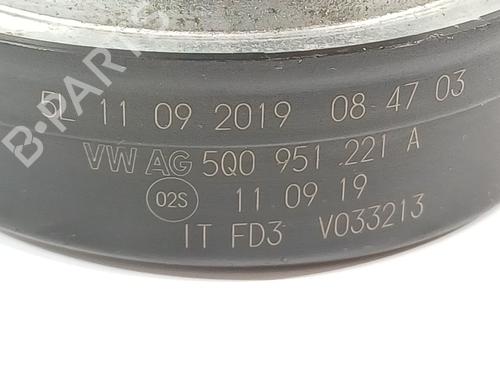 5L 11 09 2019 08 47 03
VW AG 5Q0 951 221 A
02S 11 09 19
IT FD3 V033213
B-PARTS